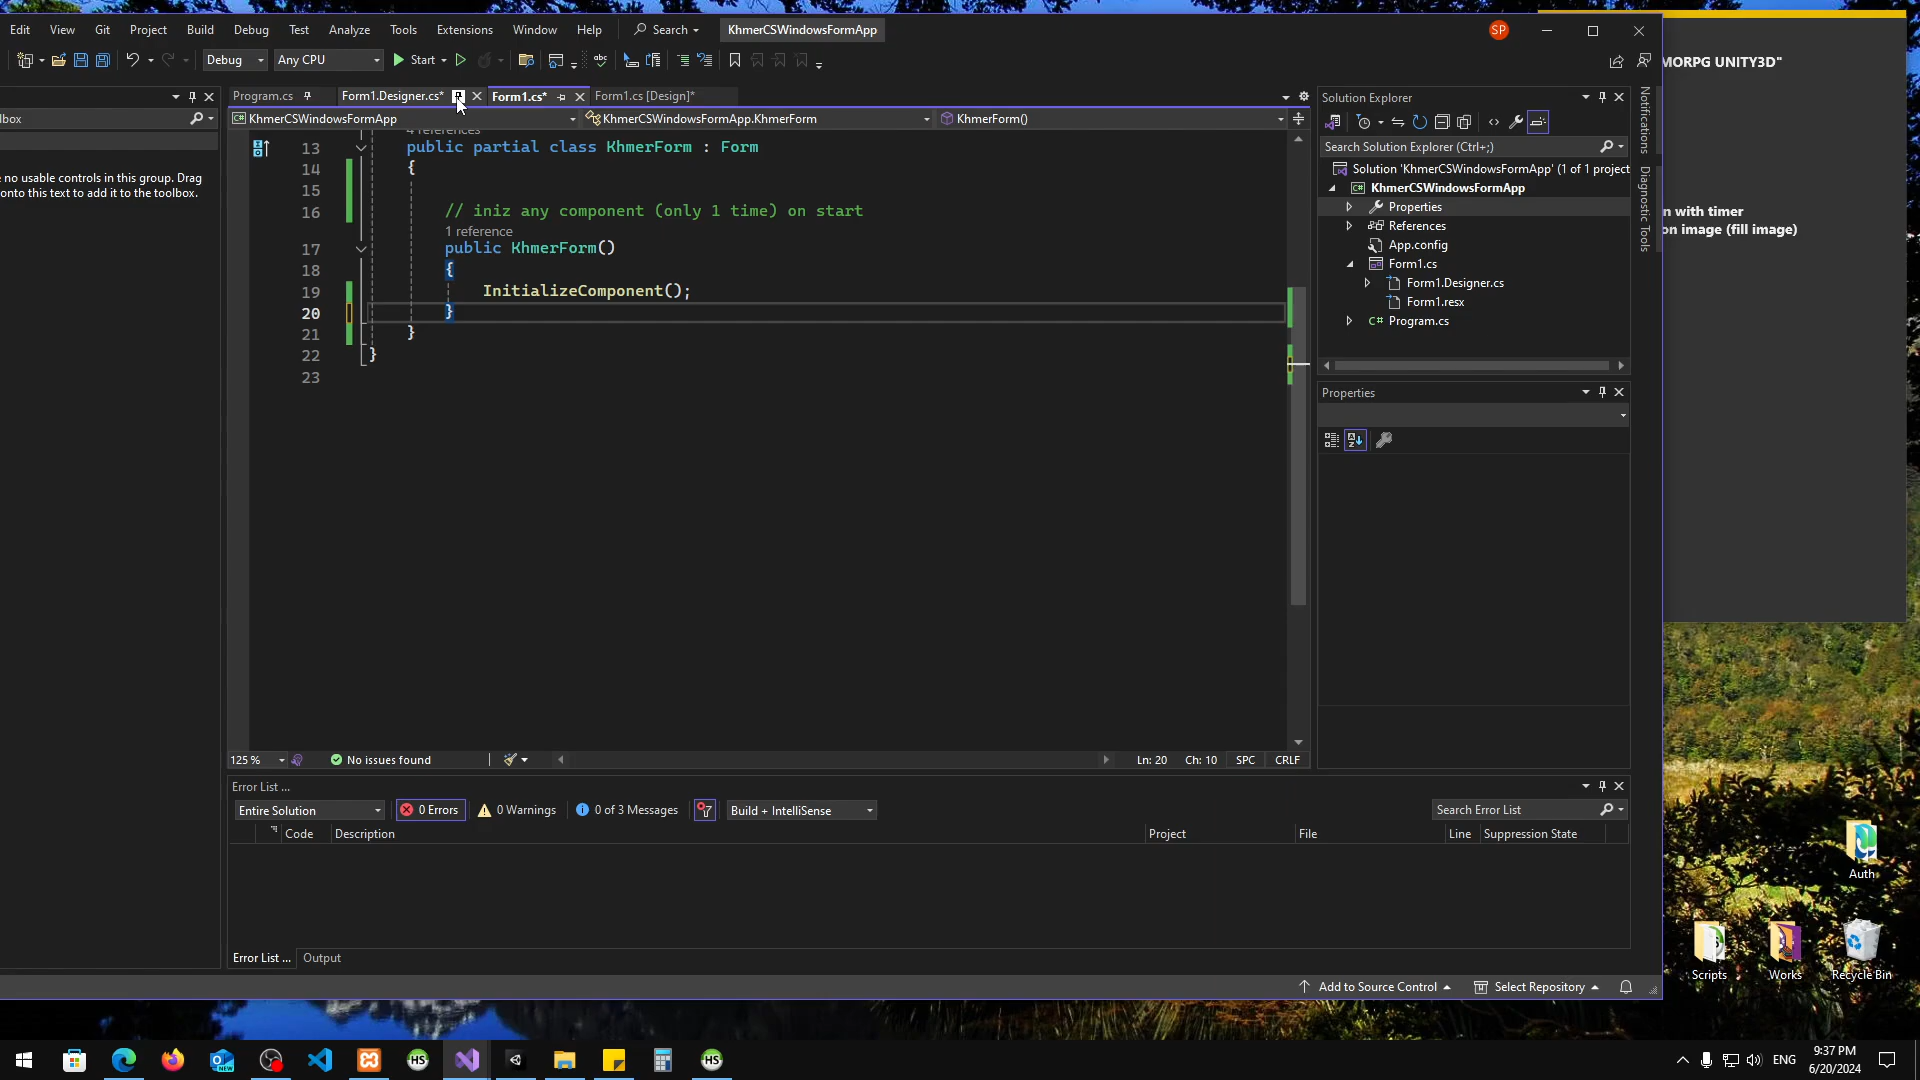 Edit View Git Project Build Debug Test Analyze Tools Extensions Window Help Search KhmerCSWindowsFormApp SP
Debug Any CPU Start
MORPG UNITY3D"
Program.cs Form1.Designer.cs* Form1.cs* Form1.cs [Design]*
Solution Explorer
KhmerCSWindowsFormApp KhmerCSWindowsFormApp.KhmerForm KhmerForm()
Search Solution Explorer (Ctrl+;)
Solution 'KhmerCSWindowsFormApp' (1 of 1 project
KhmerCSWindowsFormApp
Properties
References
App.config
Form1.cs
Form1.Designer.cs
Form1.resx
Program.cs
Notifications
Diagnostic Tools
n with timer
on image (fill image)
box
no usable controls in this group. Drag
onto this text to add it to the toolbox.
4 references
13 public partial class KhmerForm : Form
14 {
15
16 // iniz any component (only 1 time) on start
1 reference
17 public KhmerForm()
18 {
19 InitializeComponent();
20 }
21 }
22 }
23
Properties
125 % No issues found Ln: 20 Ch: 10 SPC CRLF
Error List ...
Entire Solution 0 Errors 0 Warnings 0 of 3 Messages Build + IntelliSense Search Error List
Code Description Project File Line Suppression State
Error List ... Output
Add to Source Control Select Repository
Auth
Scripts Works Recycle Bin
ENG 9:37 PM
6/20/2024